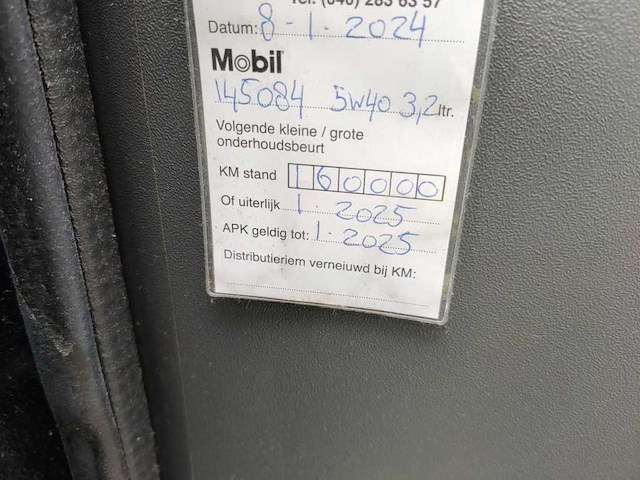 Tel. (040) 283 63 57
Datum: 8-1-2024
Mobil
145084 5W40 3,2 ltr.
Volgende kleine / grote
onderhoudsbeurt
KM stand 160000
Of uiterlijk 1.2025
APK geldig tot: 1.2025
Distributieriem verneiuwd bij KM: